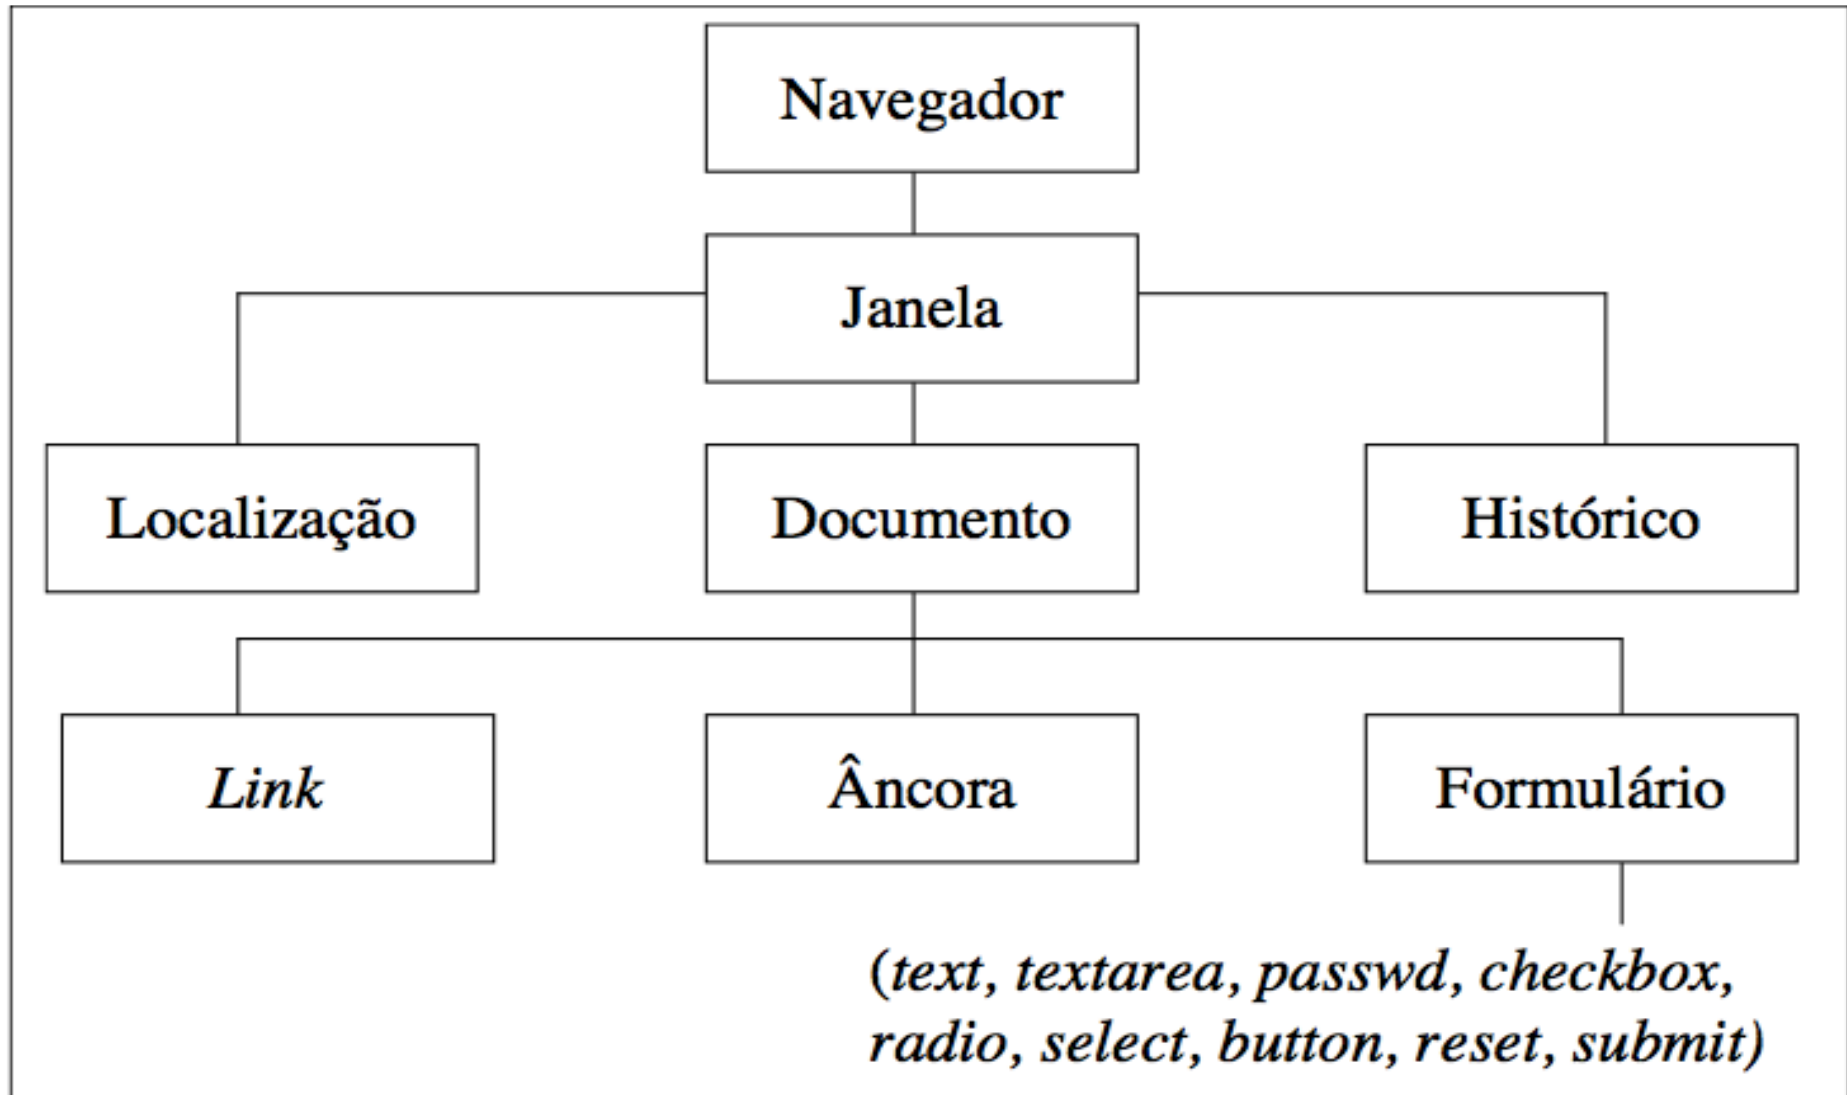 Navegador
Janela
Localização
Documento
Histórico
Link
Âncora
Formulário
(text, textarea, passwd, checkbox,
radio, select, button, reset, submit)